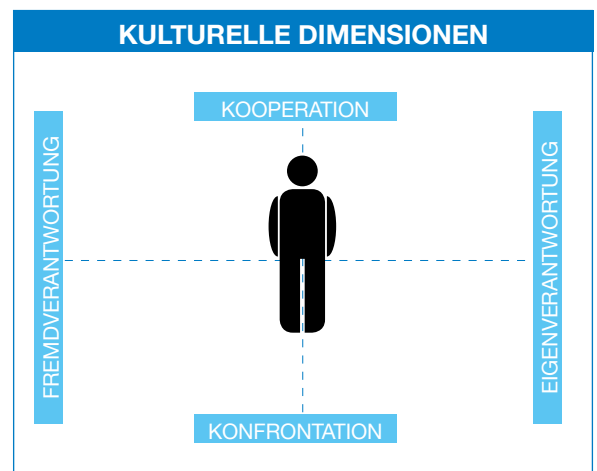 KULTURELLE DIMENSIONEN
KOOPERATION
FREMDVERANTWORTUNG
EIGENVERANTWORTUNG
KONFRONTATION